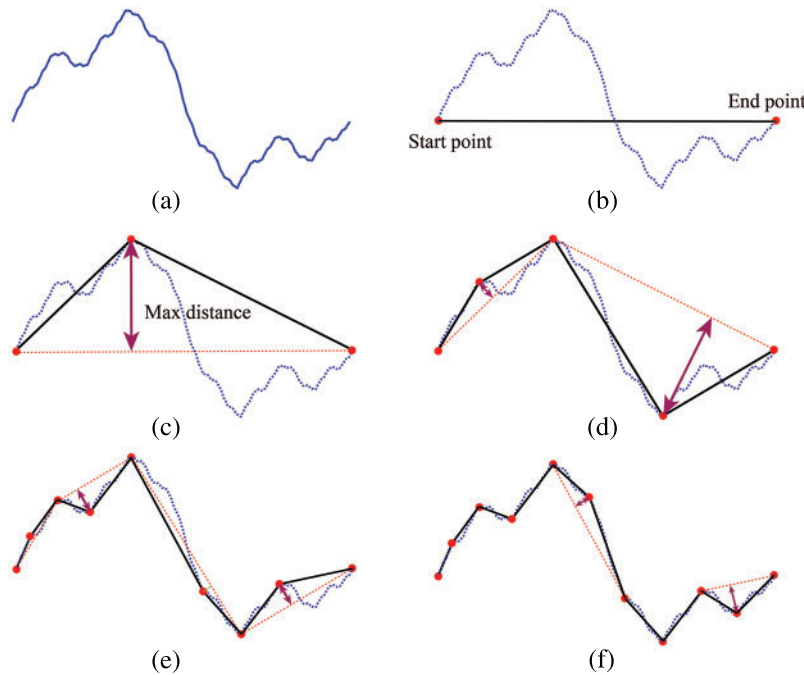 End point
Start point
(a)
(b)
Max distance
(c)
(d)
(e)
(f)